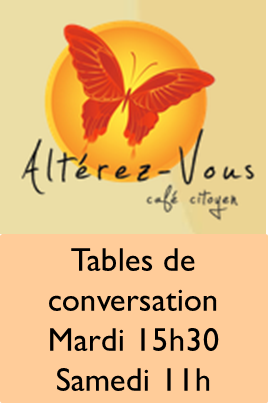 Altérez-Vous
café citoyen
Tables de
conversation
Mardi 15h30
Samedi 11h